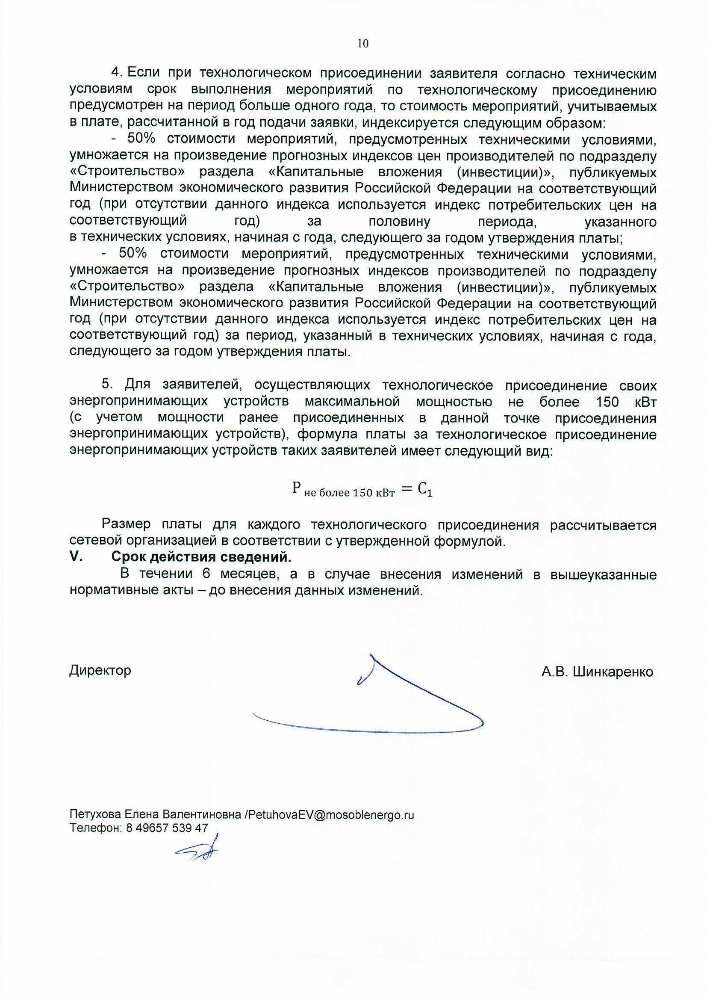 10
4. Если при технологическом присоединении заявителя согласно техническим
условиям срок выполнения мероприятий по технологическому присоединению
предусмотрен на период больше одного года, то стоимость мероприятий, учитываемых
в плате, рассчитанной в год подачи заявки, индексируется следующим образом:
- 50% стоимости мероприятий, предусмотренных техническими условиями,
умножается на произведение прогнозных индексов цен производителей по подразделу
«Строительство» раздела «Капитальные вложения (инвестиции)», публикуемых
Министерством экономического развития Российской Федерации на соответствующий
год (при отсутствии данного индекса используется индекс потребительских цен на
соответствующий год) за половину периода, указанного
в технических условиях, начиная с года, следующего за годом утверждения платы;
- 50% стоимости мероприятий, предусмотренных техническими условиями,
умножается на произведение прогнозных индексов производителей по подразделу
«Строительство» раздела «Капитальные вложения (инвестиции)», публикуемых
Министерством экономического развития Российской Федерации на соответствующий
год (при отсутствии данного индекса используется индекс потребительских цен на
соответствующий год) за период, указанный в технических условиях, начиная с года,
следующего за годом утверждения платы.
5. Для заявителей, осуществляющих технологическое присоединение своих
энергопринимающих устройств максимальной мощностью не более 150 кВт
(с учетом мощности ранее присоединенных в данной точке присоединения
энергопринимающих устройств), формула платы за технологическое присоединение
энергопринимающих устройств таких заявителей имеет следующий вид:
Р не более 150 кВт = С₁
Размер платы для каждого технологического присоединения рассчитывается
сетевой организацией в соответствии с утвержденной формулой.
V. Срок действия сведений.
В течении 6 месяцев, а в случае внесения изменений в вышеуказанные
нормативные акты – до внесения данных изменений.
Директор А.В. Шинкаренко
Петухова Елена Валентиновна /PetuhovaEV@mosoblenergo.ru
Телефон: 8 49657 539 47